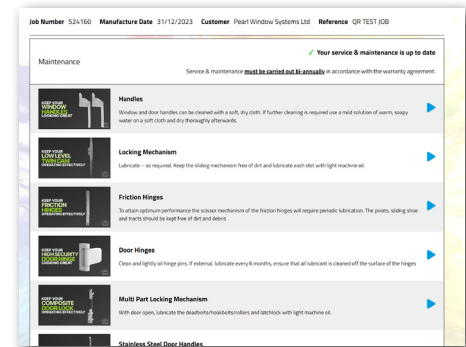 Job Number S24160 Manufacture Date 31/12/2023 Customer Pearl Window Systems Ltd Reference QR TEST JOB
✓ Your service & maintenance is up to date
Maintenance
Service & maintenance must be carried out bi-annually in accordance with the warranty agreement.
KEEP YOUR
WINDOW
HANDLES
LOOKING GREAT
Handles
Window and door handles can be cleaned with a soft, dry cloth. If further cleaning is required use a mild solution of warm, soapy
water on a soft cloth and dry thoroughly afterwards.
KEEP YOUR
LOW LEVEL
TWIN CAM
OPERATING EFFECTIVELY
Locking Mechanism
Lubricate – as required. Keep the sliding mechanism free of dirt and lubricate each slot with light machine oil.
KEEP YOUR
FRICTION
HINGES
OPERATING EFFECTIVELY
Friction Hinges
To attain optimum performance the scissor mechanism of the friction hinges will require periodic lubrication. The pivots, sliding shoe
and tracts should be kept free of dirt and debris
KEEP YOUR
HIGH SECURITY
DOOR HINGE
LOOKING GREAT
Door Hinges
Clean and lightly oil hinge pins. If external, lubricate every 6 months, ensure that all lubricant is cleaned off the surface of the hinges
KEEP YOUR
COMPOSITE
DOOR LOCK
OPERATING EFFECTIVELY
Multi Part Locking Mechanism
With door open, lubricate the deadbolts/hookbolts/rollers and latchlock with light machine oil.
KEEP YOUR
Stainless Steel Door Handles